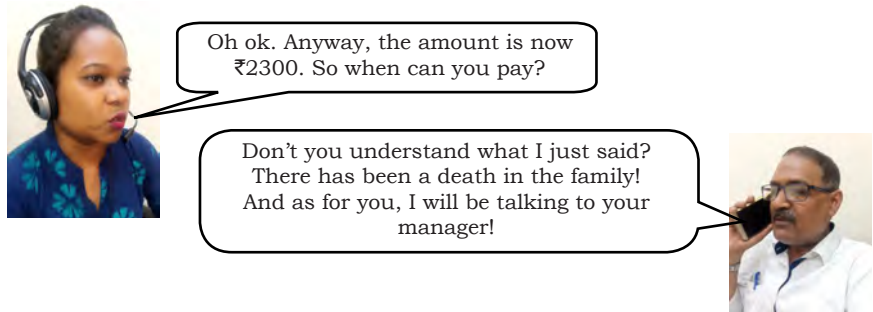 Oh ok. Anyway, the amount is now
₹2300. So when can you pay?
Don’t you understand what I just said?
There has been a death in the family!
And as for you, I will be talking to your
manager!